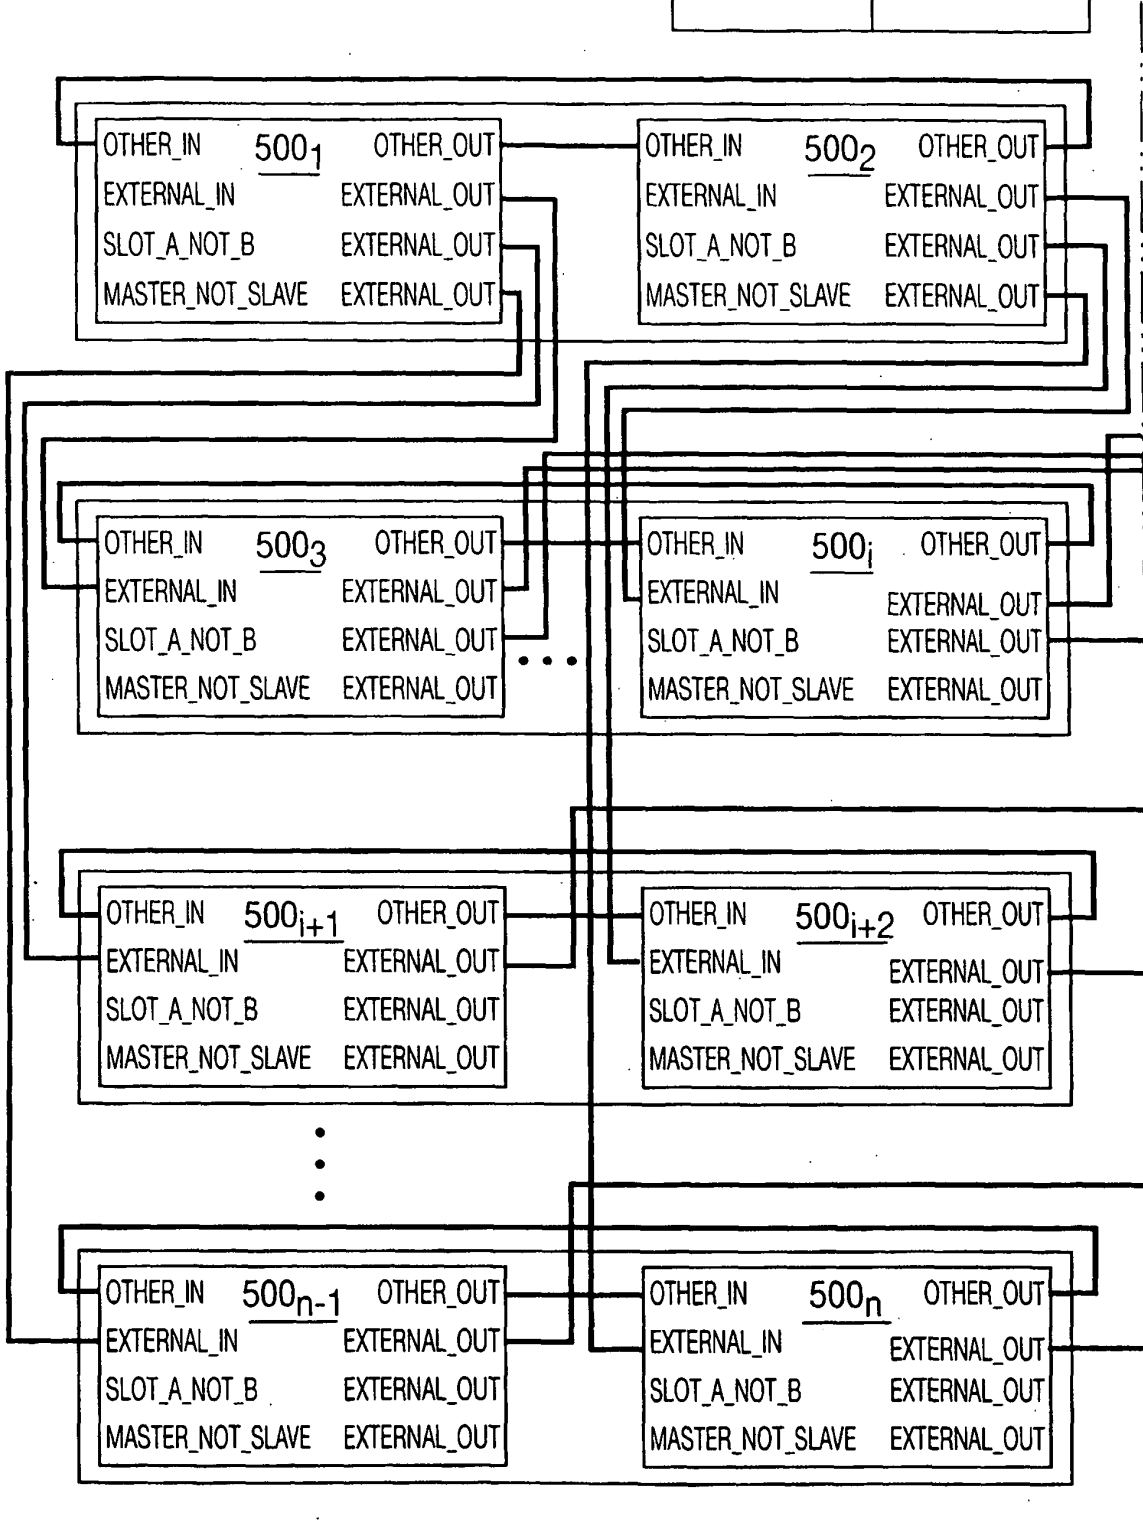 OTHER_IN 500₁ OTHER_OUT
EXTERNAL_IN EXTERNAL_OUT
SLOT_A_NOT_B EXTERNAL_OUT
MASTER_NOT_SLAVE EXTERNAL_OUT
OTHER_IN 500₂ OTHER_OUT
EXTERNAL_IN EXTERNAL_OUT
SLOT_A_NOT_B EXTERNAL_OUT
MASTER_NOT_SLAVE EXTERNAL_OUT
OTHER_IN 500₃ OTHER_OUT
EXTERNAL_IN EXTERNAL_OUT
SLOT_A_NOT_B EXTERNAL_OUT
MASTER_NOT_SLAVE EXTERNAL_OUT
OTHER_IN 500ᵢ OTHER_OUT
EXTERNAL_IN EXTERNAL_OUT
SLOT_A_NOT_B EXTERNAL_OUT
MASTER_NOT_SLAVE EXTERNAL_OUT
OTHER_IN 500ᵢ₊₁ OTHER_OUT
EXTERNAL_IN EXTERNAL_OUT
SLOT_A_NOT_B EXTERNAL_OUT
MASTER_NOT_SLAVE EXTERNAL_OUT
OTHER_IN 500ᵢ₊₂ OTHER_OUT
EXTERNAL_IN EXTERNAL_OUT
SLOT_A_NOT_B EXTERNAL_OUT
MASTER_NOT_SLAVE EXTERNAL_OUT
OTHER_IN 500ₙ₋₁ OTHER_OUT
EXTERNAL_IN EXTERNAL_OUT
SLOT_A_NOT_B EXTERNAL_OUT
MASTER_NOT_SLAVE EXTERNAL_OUT
OTHER_IN 500ₙ OTHER_OUT
EXTERNAL_IN EXTERNAL_OUT
SLOT_A_NOT_B EXTERNAL_OUT
MASTER_NOT_SLAVE EXTERNAL_OUT